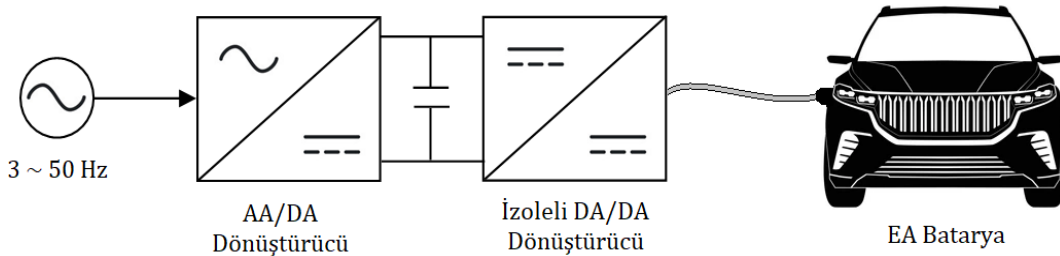 3 ~ 50 Hz
AA/DA
Dönüştürücü
İzoleli DA/DA
Dönüştürücü
EA Batarya